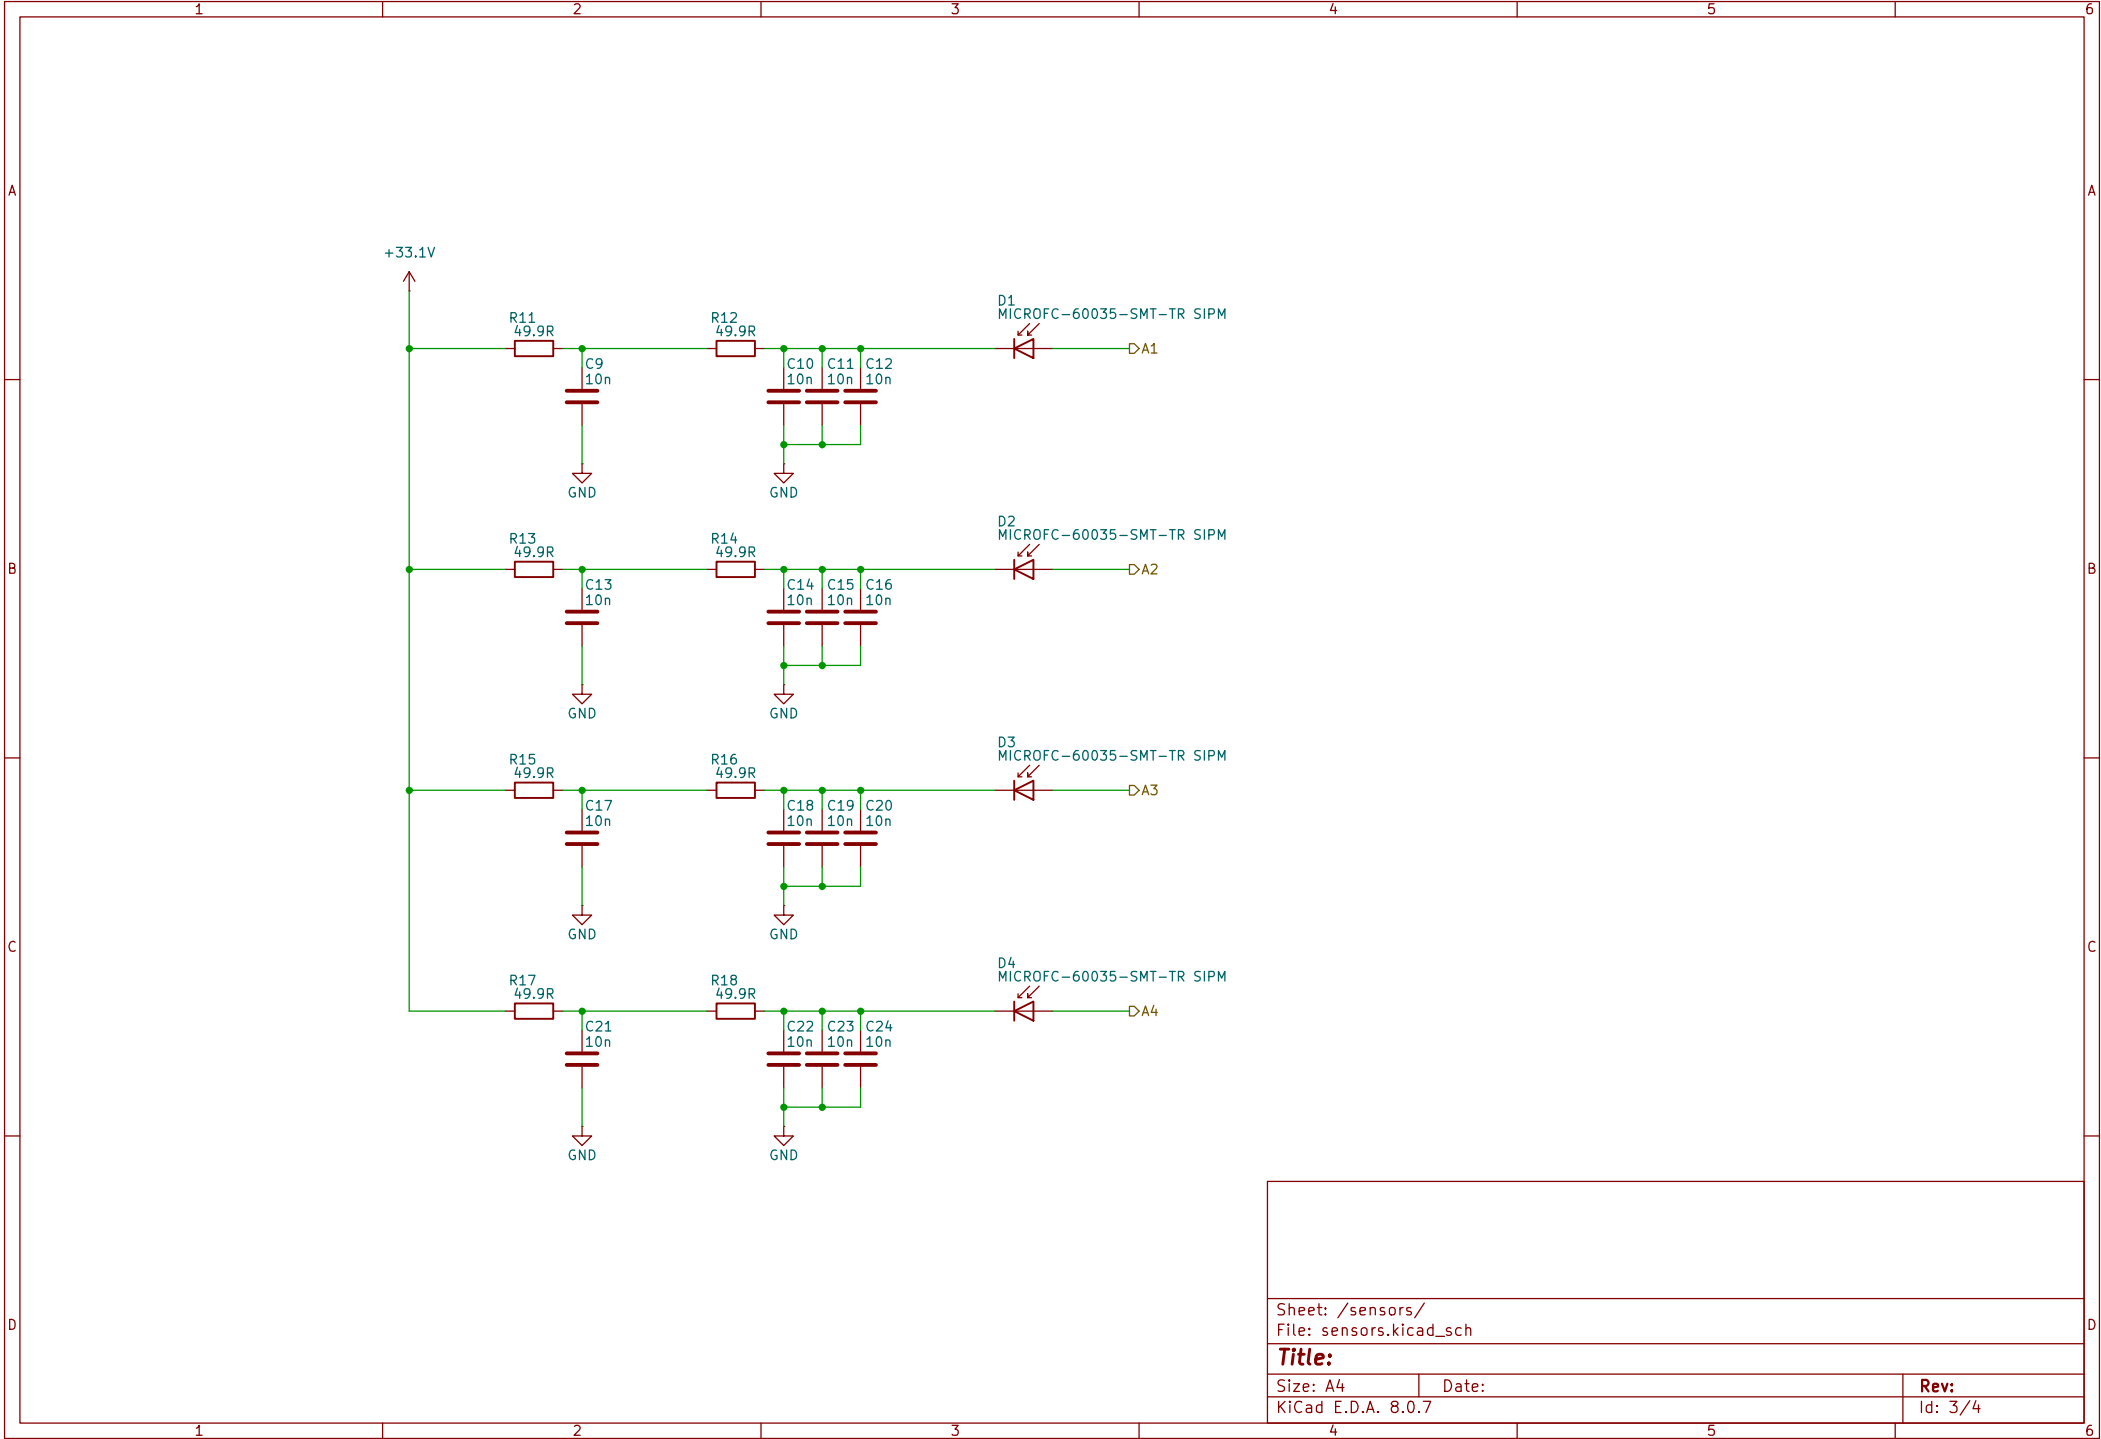 1 2 3 4 5 6
A A
+33.1V
D1
MICROFC-60035-SMT-TR SIPM
R11 R12
49.9R 49.9R
A1
C9 C10 C11 C12
10n 10n 10n 10n
GND GND
D2
MICROFC-60035-SMT-TR SIPM
R13 R14
49.9R 49.9R
B A2 B
C13 C14 C15 C16
10n 10n 10n 10n
GND GND
D3
MICROFC-60035-SMT-TR SIPM
R15 R16
49.9R 49.9R
A3
C17 C18 C19 C20
10n 10n 10n 10n
GND GND
C C
D4
MICROFC-60035-SMT-TR SIPM
R17 R18
49.9R 49.9R
A4
C21 C22 C23 C24
10n 10n 10n 10n
GND GND
Sheet: /sensors/
D D
File: sensors.kicad_sch
Title:
Size: A4 Date: Rev:
KiCad E.D.A. 8.0.7 Id: 3/4
1 2 3 4 5 6